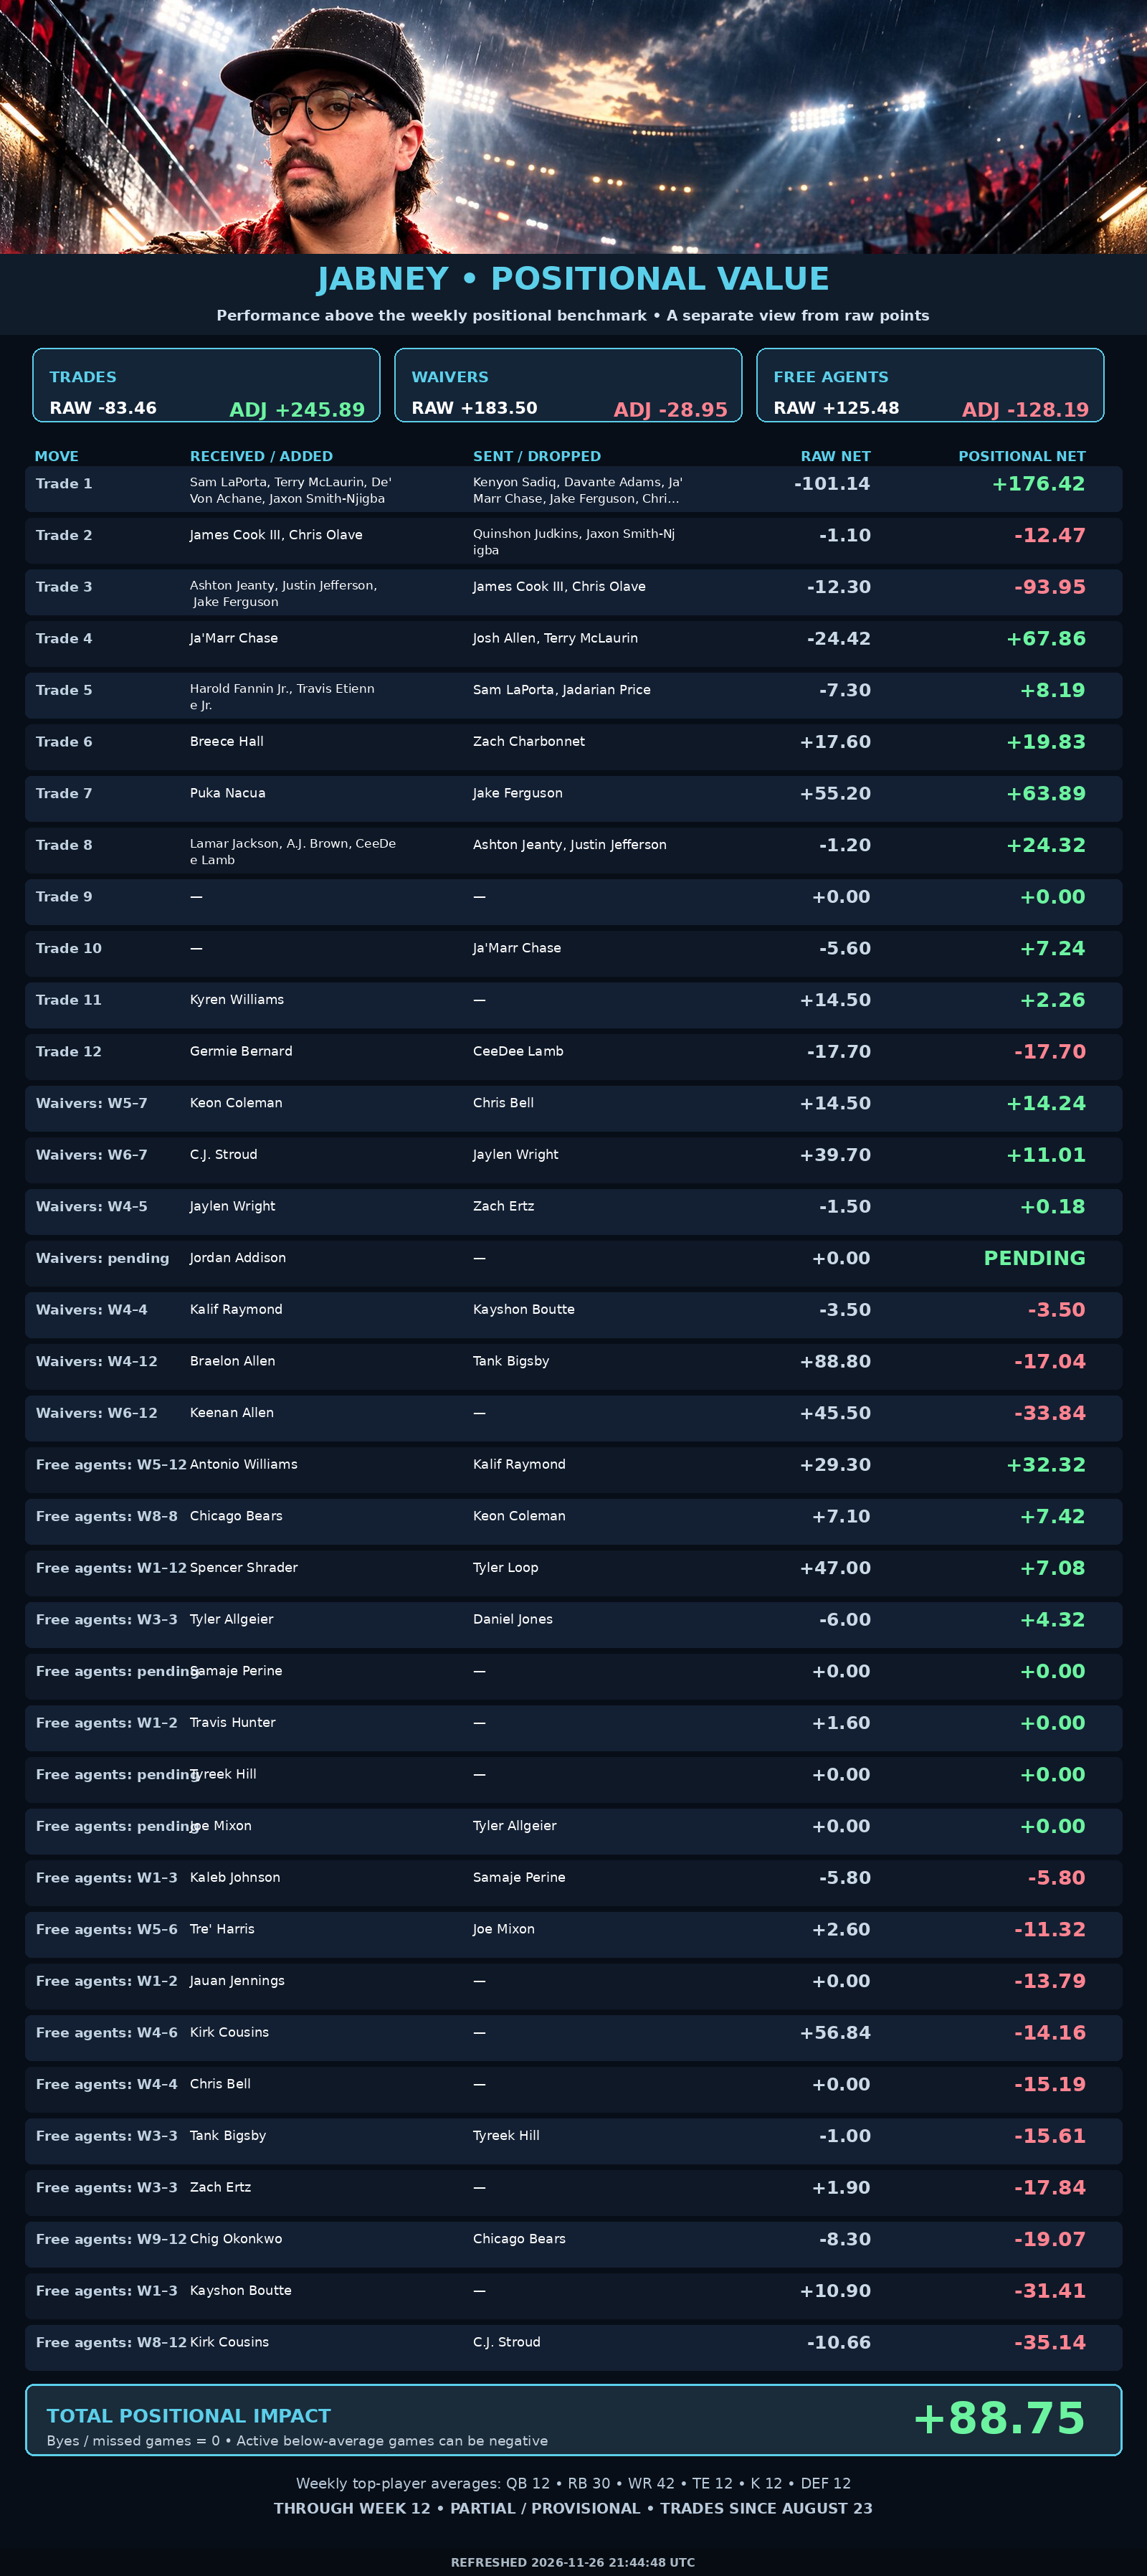 JABNEY • POSITIONAL VALUE
Performance above the weekly positional benchmark • A separate view from raw points
TRADES
RAW -83.46 ADJ +245.89
WAIVERS
RAW +183.50 ADJ -28.95
FREE AGENTS
RAW +125.48 ADJ -128.19
MOVE RECEIVED / ADDED SENT / DROPPED RAW NET POSITIONAL NET
Trade 1 Sam LaPorta, Terry McLaurin, De' Kenyon Sadiq, Davante Adams, Ja' -101.14 +176.42
Von Achane, Jaxon Smith-Njigba Marr Chase, Jake Ferguson, Chri...
Trade 2 James Cook III, Chris Olave Quinshon Judkins, Jaxon Smith-Nj -1.10 -12.47
igba
Trade 3 Ashton Jeanty, Justin Jefferson, James Cook III, Chris Olave -12.30 -93.95
Jake Ferguson
Trade 4 Ja'Marr Chase Josh Allen, Terry McLaurin -24.42 +67.86
Trade 5 Harold Fannin Jr., Travis Etienn Sam LaPorta, Jadarian Price -7.30 +8.19
e Jr.
Trade 6 Breece Hall Zach Charbonnet +17.60 +19.83
Trade 7 Puka Nacua Jake Ferguson +55.20 +63.89
Trade 8 Lamar Jackson, A.J. Brown, CeeDe Ashton Jeanty, Justin Jefferson -1.20 +24.32
e Lamb
Trade 9 — — +0.00 +0.00
Trade 10 — Ja'Marr Chase -5.60 +7.24
Trade 11 Kyren Williams — +14.50 +2.26
Trade 12 Germie Bernard CeeDee Lamb -17.70 -17.70
Waivers: W5–7 Keon Coleman Chris Bell +14.50 +14.24
Waivers: W6–7 C.J. Stroud Jaylen Wright +39.70 +11.01
Waivers: W4–5 Jaylen Wright Zach Ertz -1.50 +0.18
Waivers: pending Jordan Addison — +0.00 PENDING
Waivers: W4–4 Kalif Raymond Kayshon Boutte -3.50 -3.50
Waivers: W4–12 Braelon Allen Tank Bigsby +88.80 -17.04
Waivers: W6–12 Keenan Allen — +45.50 -33.84
Free agents: W5–12 Antonio Williams Kalif Raymond +29.30 +32.32
Free agents: W8–8 Chicago Bears Keon Coleman +7.10 +7.42
Free agents: W1–12 Spencer Shrader Tyler Loop +47.00 +7.08
Free agents: W3–3 Tyler Allgeier Daniel Jones -6.00 +4.32
Free agents: pending Samaje Perine — +0.00 +0.00
Free agents: W1–2 Travis Hunter — +1.60 +0.00
Free agents: pending Tyreek Hill — +0.00 +0.00
Free agents: pending Joe Mixon Tyler Allgeier +0.00 +0.00
Free agents: W1–3 Kaleb Johnson Samaje Perine -5.80 -5.80
Free agents: W5–6 Tre' Harris Joe Mixon +2.60 -11.32
Free agents: W1–2 Jauan Jennings — +0.00 -13.79
Free agents: W4–6 Kirk Cousins — +56.84 -14.16
Free agents: W4–4 Chris Bell — +0.00 -15.19
Free agents: W3–3 Tank Bigsby Tyreek Hill -1.00 -15.61
Free agents: W3–3 Zach Ertz — +1.90 -17.84
Free agents: W9–12 Chig Okonkwo Chicago Bears -8.30 -19.07
Free agents: W1–3 Kayshon Boutte — +10.90 -31.41
Free agents: W8–12 Kirk Cousins C.J. Stroud -10.66 -35.14
TOTAL POSITIONAL IMPACT +88.75
Byes / missed games = 0 • Active below-average games can be negative
Weekly top-player averages: QB 12 • RB 30 • WR 42 • TE 12 • K 12 • DEF 12
THROUGH WEEK 12 • PARTIAL / PROVISIONAL • TRADES SINCE AUGUST 23
REFRESHED 2026-11-26 21:44:48 UTC